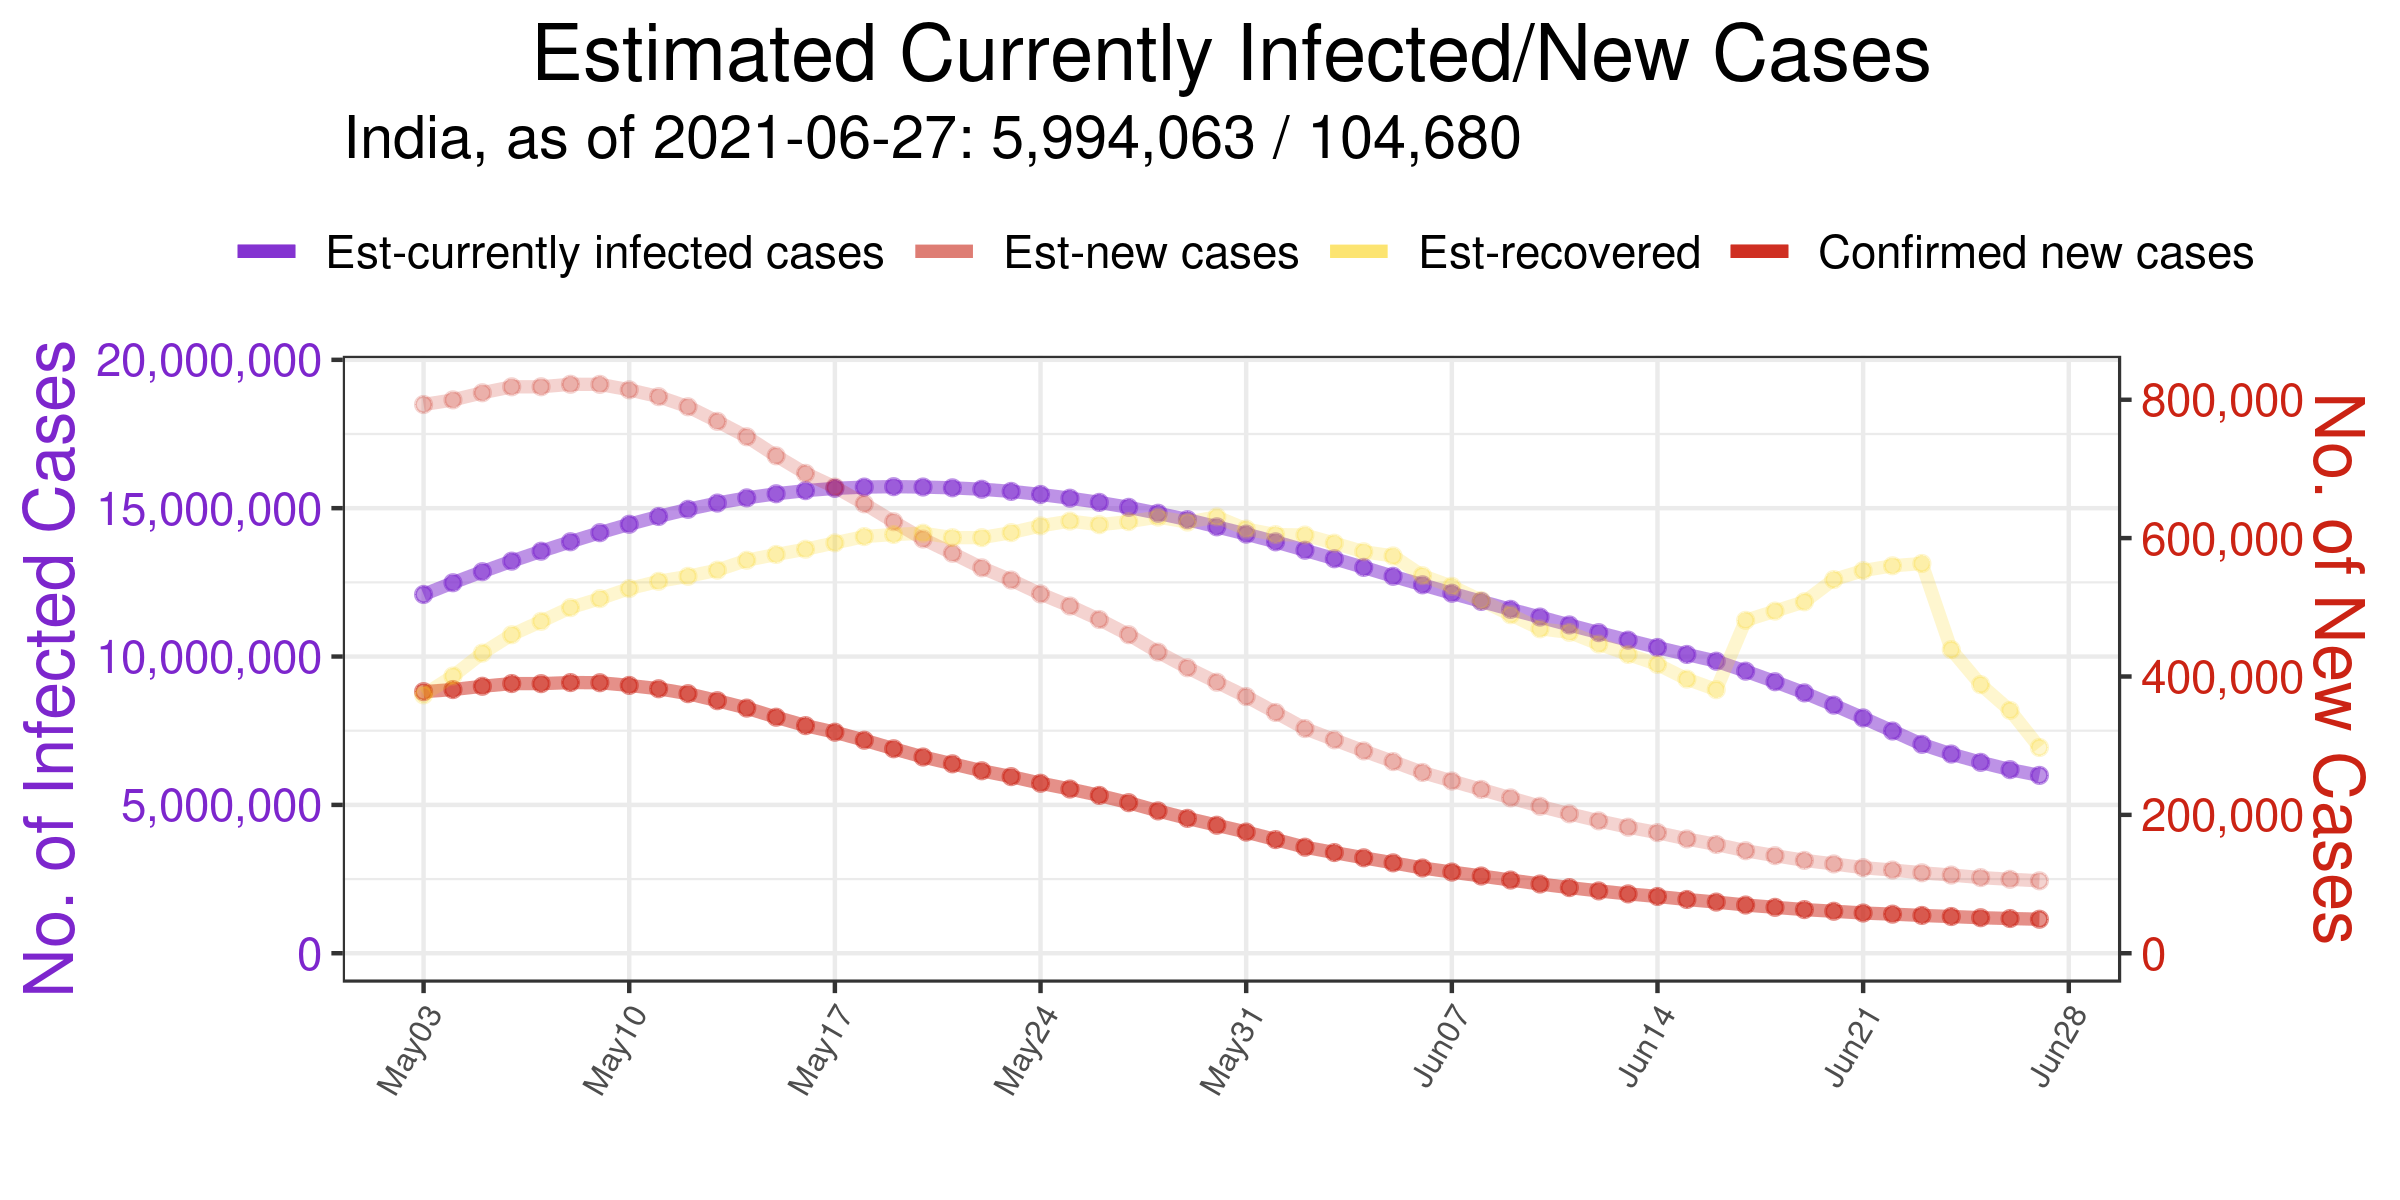 Estimated Currently Infected/New Cases
India, as of 2021-06-27: 5,994,063 / 104,680
Est-currently infected cases Est-new cases Est-recovered Confirmed new cases
No. of Infected Cases
20,000,000
15,000,000
10,000,000
5,000,000
0
800,000
600,000
400,000
200,000
0
No. of New Cases
May03 May10 May17 May24 May31 Jun07 Jun14 Jun21 Jun28